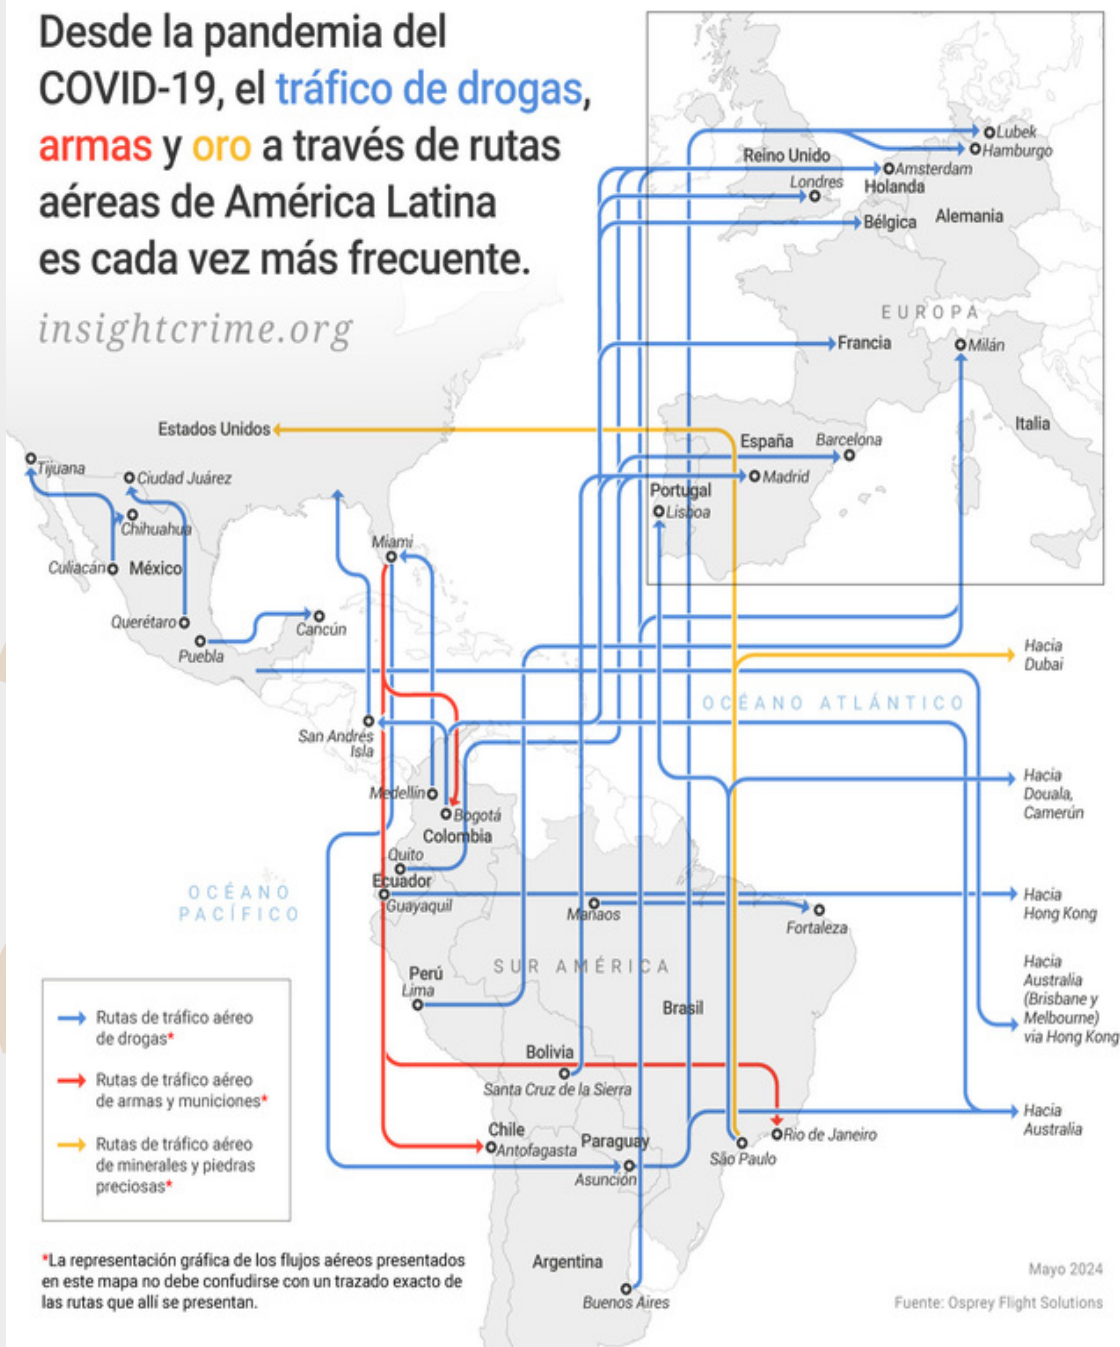 Desde la pandemia del
COVID-19, el tráfico de drogas,
armas y oro a través de rutas
aéreas de América Latina
es cada vez más frecuente.
insightcrime.org
Lubek
Hamburgo
Reino Unido
Amsterdam
Londres
Holanda
Bélgica
Alemania
EUROPA
Francia
Milán
Italia
Estados Unidos
España
Barcelona
Madrid
Portugal
Lisboa
Tijuana
Ciudad Juárez
Chihuahua
Culiacán
México
Miami
Querétaro
Puebla
Cancún
Hacia
Dubai
OCÉANO ATLÁNTICO
San Andrés
Isla
Medellín
Bogotá
Colombia
Hacia
Douala,
Camerún
Quito
Ecuador
Guayaquil
OCÉANO
PACÍFICO
Manaos
Fortaleza
Hacia
Hong Kong
SUR AMÉRICA
Perú
Lima
Brasil
Hacia
Australia
(Brisbane y
Melbourne)
via Hong Kong
Bolivia
Santa Cruz de la Sierra
Chile
Antofagasta
Paraguay
Asunción
São Paulo
Rio de Janeiro
Hacia
Australia
Argentina
Buenos Aires
Rutas de tráfico aéreo
de drogas*
Rutas de tráfico aéreo
de armas y municiones*
Rutas de tráfico aéreo
de minerales y piedras
preciosas*
*La representación gráfica de los flujos aéreos presentados
en este mapa no debe confudirse con un trazado exacto de
las rutas que allí se presentan.
Mayo 2024
Fuente: Osprey Flight Solutions